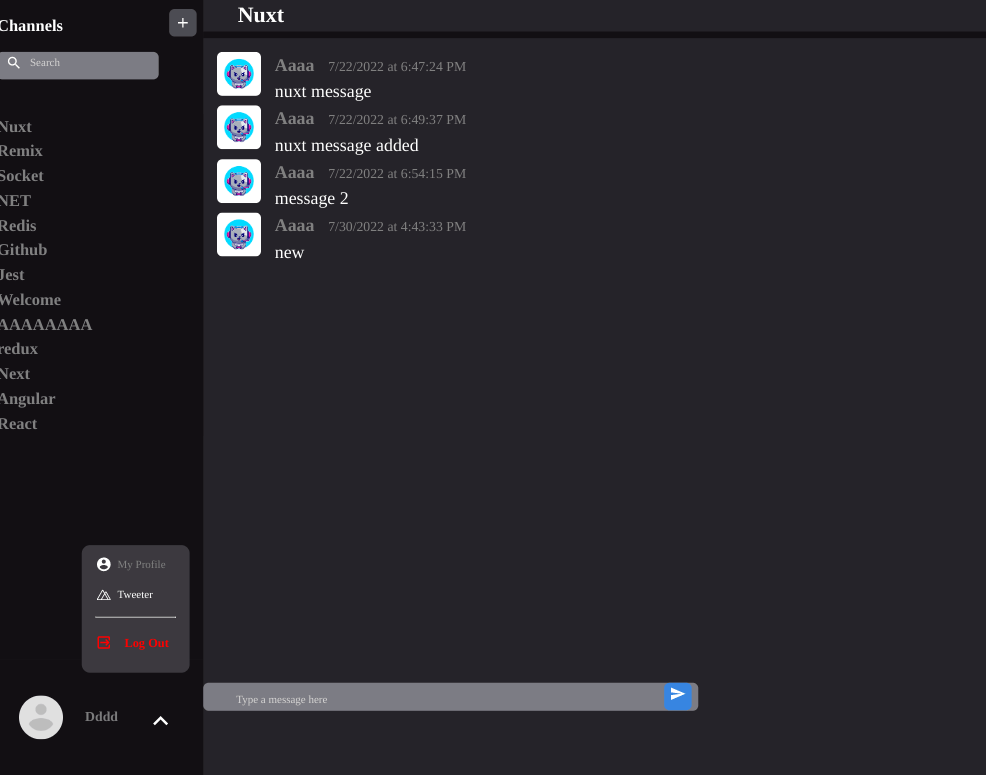 Channels
+
Search
Nuxt
Remix
Socket
NET
Redis
Github
Jest
Welcome
AAAAAAAA
redux
Next
Angular
React
My Profile
Tweeter
Log Out
Dddd
Nuxt
Aaaa 7/22/2022 at 6:47:24 PM
nuxt message
Aaaa 7/22/2022 at 6:49:37 PM
nuxt message added
Aaaa 7/22/2022 at 6:54:15 PM
message 2
Aaaa 7/30/2022 at 4:43:33 PM
new
Type a message here